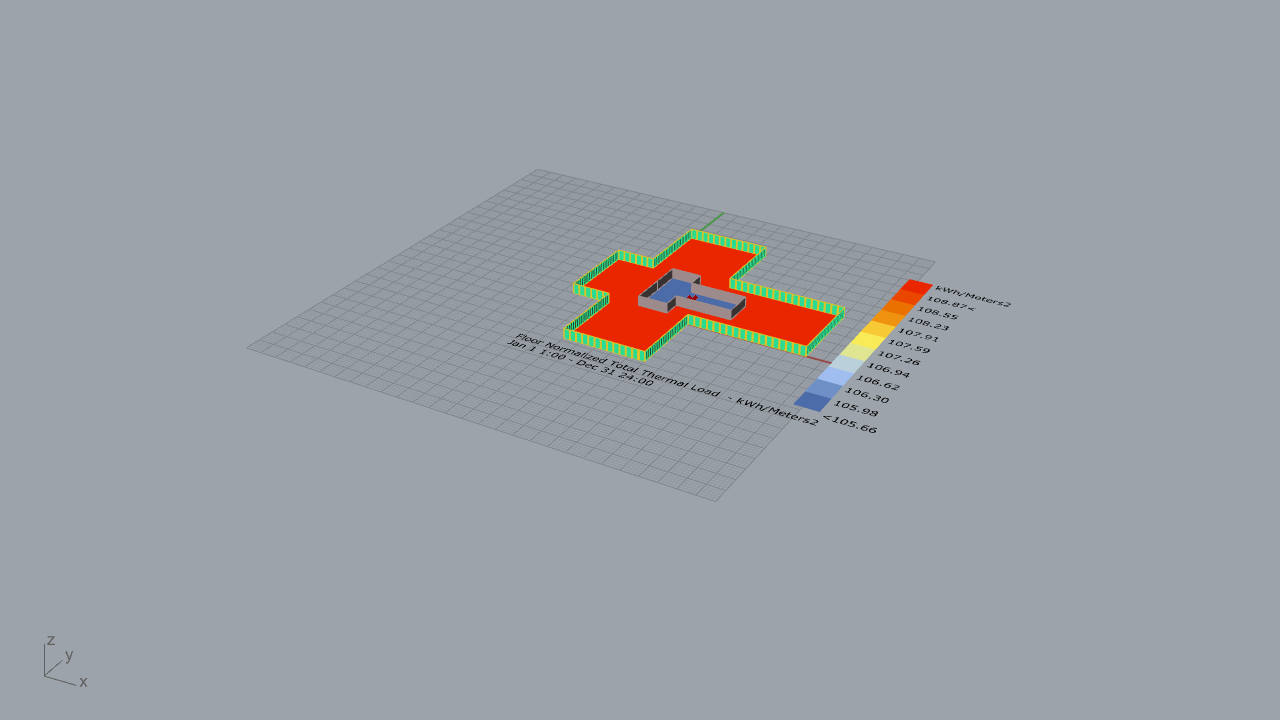 kWh/Meters2
108.87<
108.55
108.23
107.91
107.59
107.26
106.94
106.62
106.30
105.98
<105.66
Floor Normalized Total Thermal Load - kWh/Meters2
Jan 1 1:00 - Dec 31 24:00
z
y
x